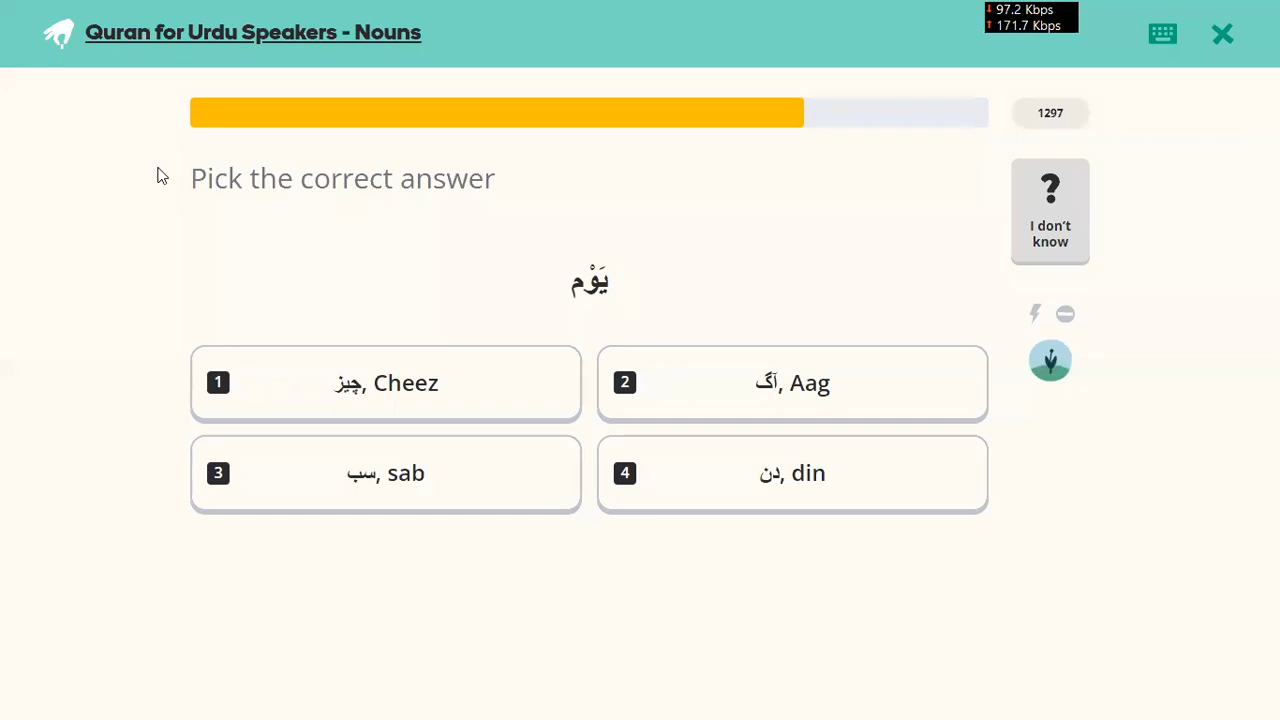 Quran for Urdu Speakers - Nouns
97.2 Kbps
171.7 Kbps
1297
Pick the correct answer
?
I don't
know
يَوْم
1 چیز, Cheez
2 آگ, Aag
3 سب, sab
4 دن, din